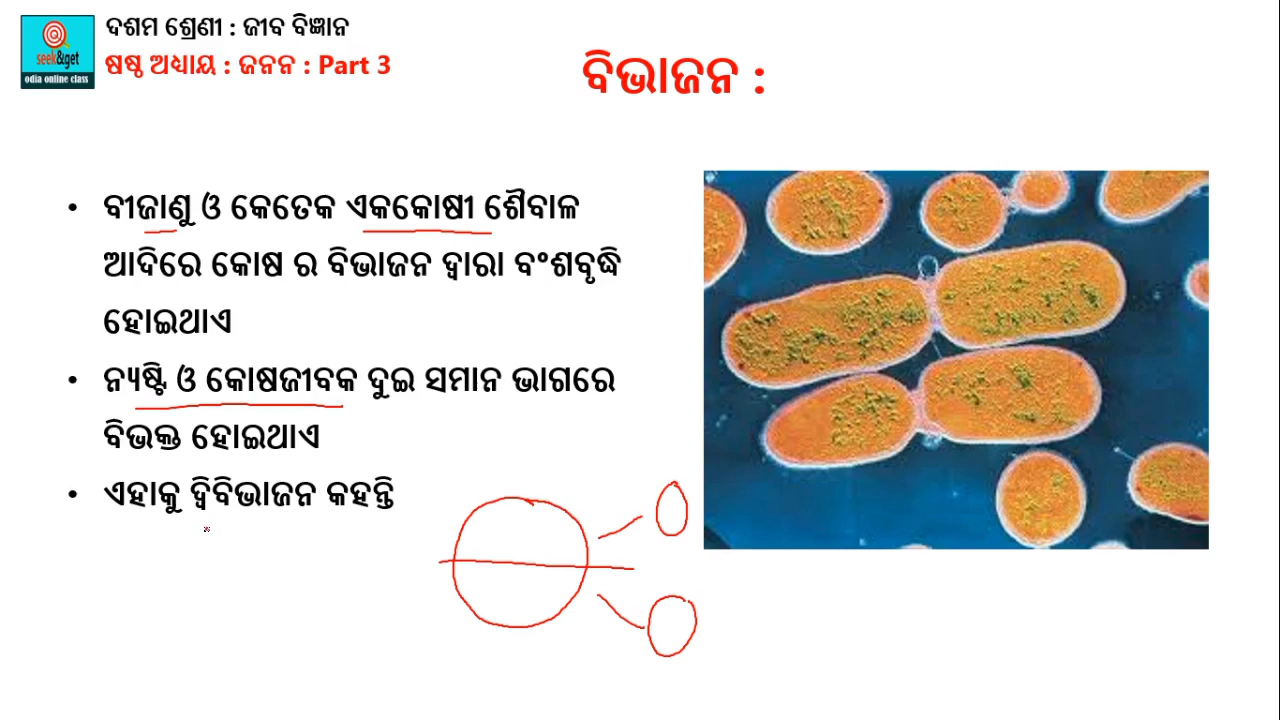 seek&get
odia online class
ଦଶମ ଶ୍ରେଣୀ : ଜୀବ ବିଜ୍ଞାନ
ଷଷ୍ଠ ଅଧ୍ୟାୟ : ଜନନ : Part 3
ବିଭାଜନ :
• ବୀଜାଣୁ ଓ କେତେକ ଏକକୋଷୀ ଶୈବାଳ
ଆଦିରେ କୋଷ ର ବିଭାଜନ ଦ୍ଵାରା ବଂଶବୃଦ୍ଧି
ହୋଇଥାଏ
• ନ୍ୟଷ୍ଟି ଓ କୋଷଜୀବକ ଦୁଇ ସମାନ ଭାଗରେ
ବିଭକ୍ତ ହୋଇଥାଏ
• ଏହାକୁ ଦ୍ଵିବିଭାଜନ କହନ୍ତି